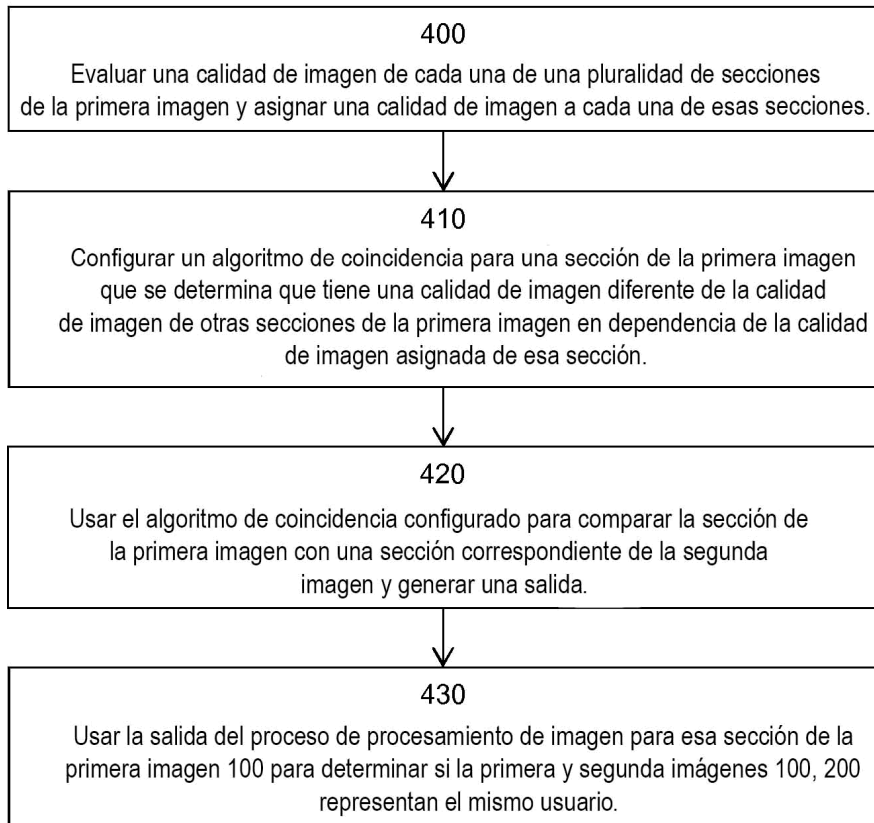 400
Evaluar una calidad de imagen de cada una de una pluralidad de secciones
de la primera imagen y asignar una calidad de imagen a cada una de esas secciones.
410
Configurar un algoritmo de coincidencia para una sección de la primera imagen
que se determina que tiene una calidad de imagen diferente de la calidad
de imagen de otras secciones de la primera imagen en dependencia de la calidad
de imagen asignada de esa sección.
420
Usar el algoritmo de coincidencia configurado para comparar la sección de
la primera imagen con una sección correspondiente de la segunda
imagen y generar una salida.
430
Usar la salida del proceso de procesamiento de imagen para esa sección de la
primera imagen 100 para determinar si la primera y segunda imágenes 100, 200
representan el mismo usuario.